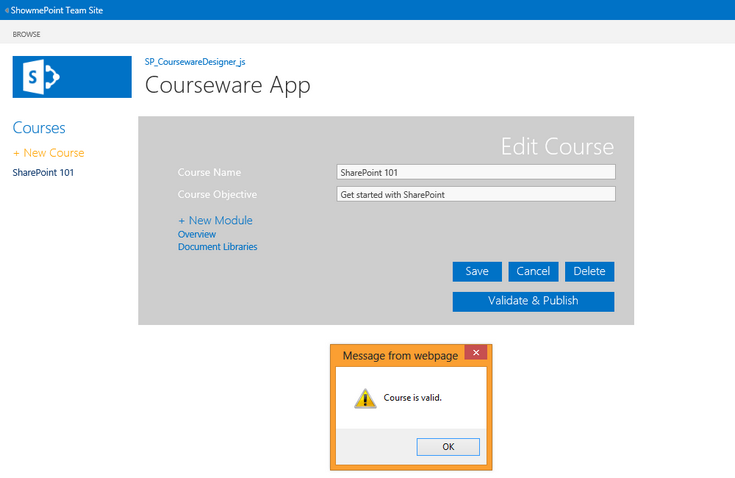 ShowmePoint Team Site
BROWSE
S
SP_CoursewareDesigner_js
Courseware App
Courses
+ New Course
SharePoint 101
Edit Course
Course Name
SharePoint 101
Course Objective
Get started with SharePoint
+ New Module
Overview
Document Libraries
Save Cancel Delete
Validate & Publish
Message from webpage
Course is valid.
OK